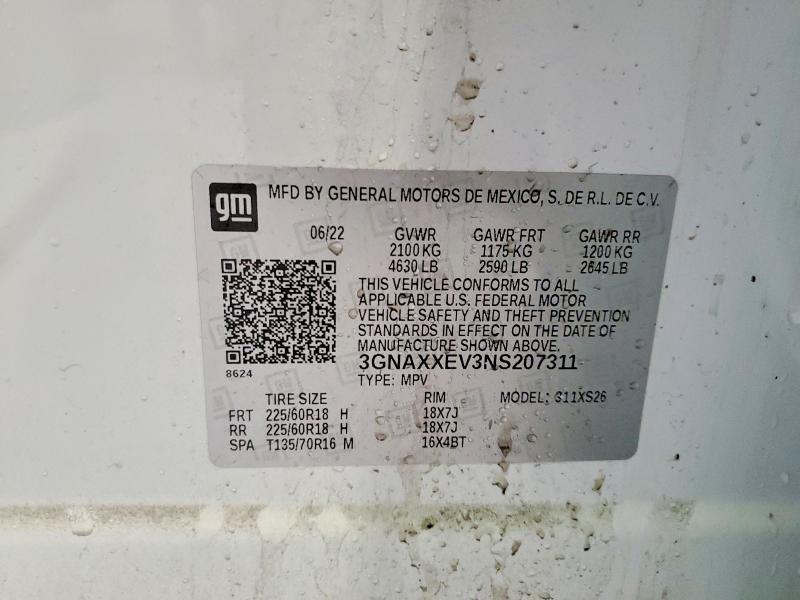 gm
MFD BY GENERAL MOTORS DE MEXICO, S. DE R.L. DE C.V.
06/22 GVWR GAWR FRT GAWR RR
2100 KG 1175 KG 1200 KG
4630 LB 2590 LB 2645 LB
THIS VEHICLE CONFORMS TO ALL
APPLICABLE U.S. FEDERAL MOTOR
VEHICLE SAFETY AND THEFT PREVENTION
STANDARDS IN EFFECT ON THE DATE OF
MANUFACTURE SHOWN ABOVE.
8624
3GNAXXEV3NS207311
TYPE: MPV
TIRE SIZE RIM MODEL: 311XS26
FRT 225/60R18 H 18X7J
RR 225/60R18 H 18X7J
SPA T135/70R16 M 16X4BT